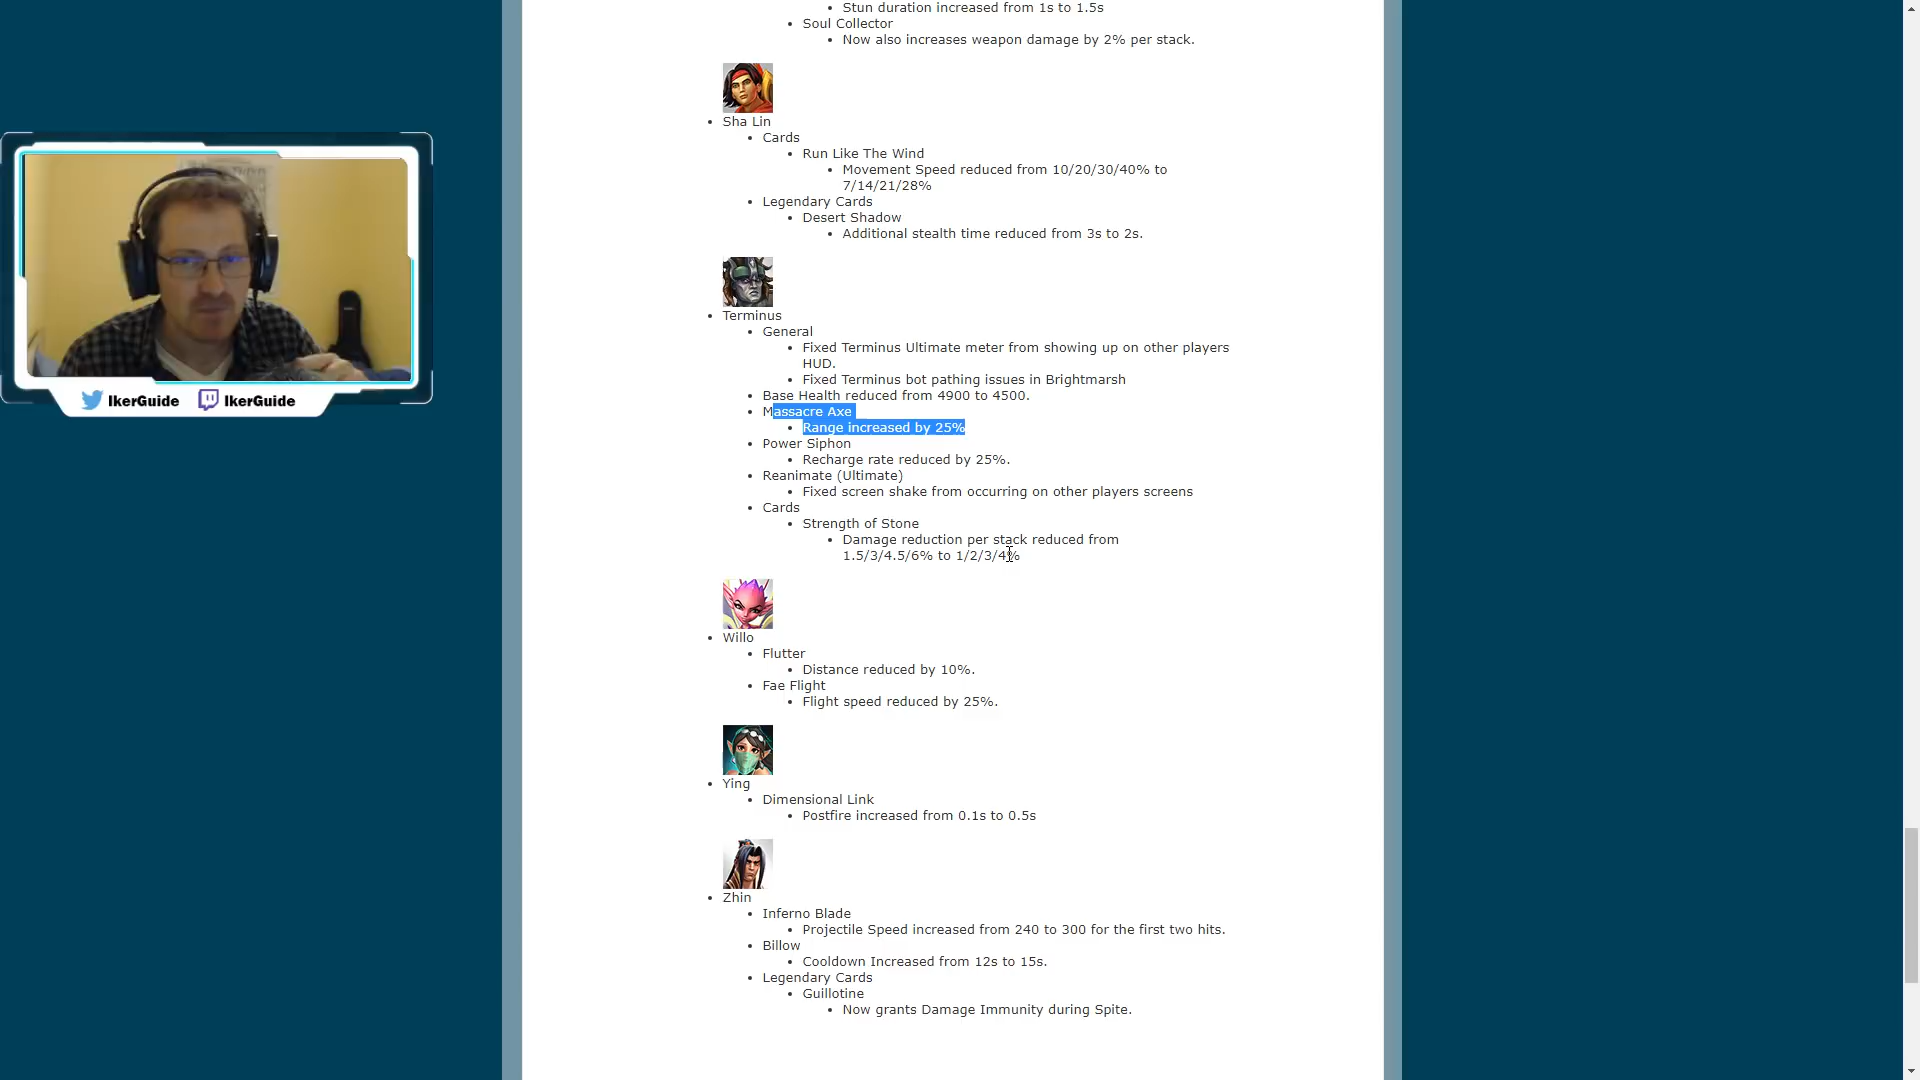 Stun duration increased from 1s to 1.5s
Soul Collector
Now also increases weapon damage by 2% per stack.
Sha Lin
Cards
Run Like The Wind
Movement Speed reduced from 10/20/30/40% to
7/14/21/28%
Legendary Cards
Desert Shadow
Additional stealth time reduced from 3s to 2s.
Terminus
General
Fixed Terminus Ultimate meter from showing up on other players
HUD.
Fixed Terminus bot pathing issues in Brightmarsh
Base Health reduced from 4900 to 4500.
Massacre Axe
Range increased by 25%
Power Siphon
Recharge rate reduced by 25%.
Reanimate (Ultimate)
Fixed screen shake from occurring on other players screens
Cards
Strength of Stone
Damage reduction per stack reduced from
1.5/3/4.5/6% to 1/2/3/4%
Willo
Flutter
Distance reduced by 10%.
Fae Flight
Flight speed reduced by 25%.
Ying
Dimensional Link
Postfire increased from 0.1s to 0.5s
Zhin
Inferno Blade
Projectile Speed increased from 240 to 300 for the first two hits.
Billow
Cooldown Increased from 12s to 15s.
Legendary Cards
Guillotine
Now grants Damage Immunity during Spite.
IkerGuide IkerGuide